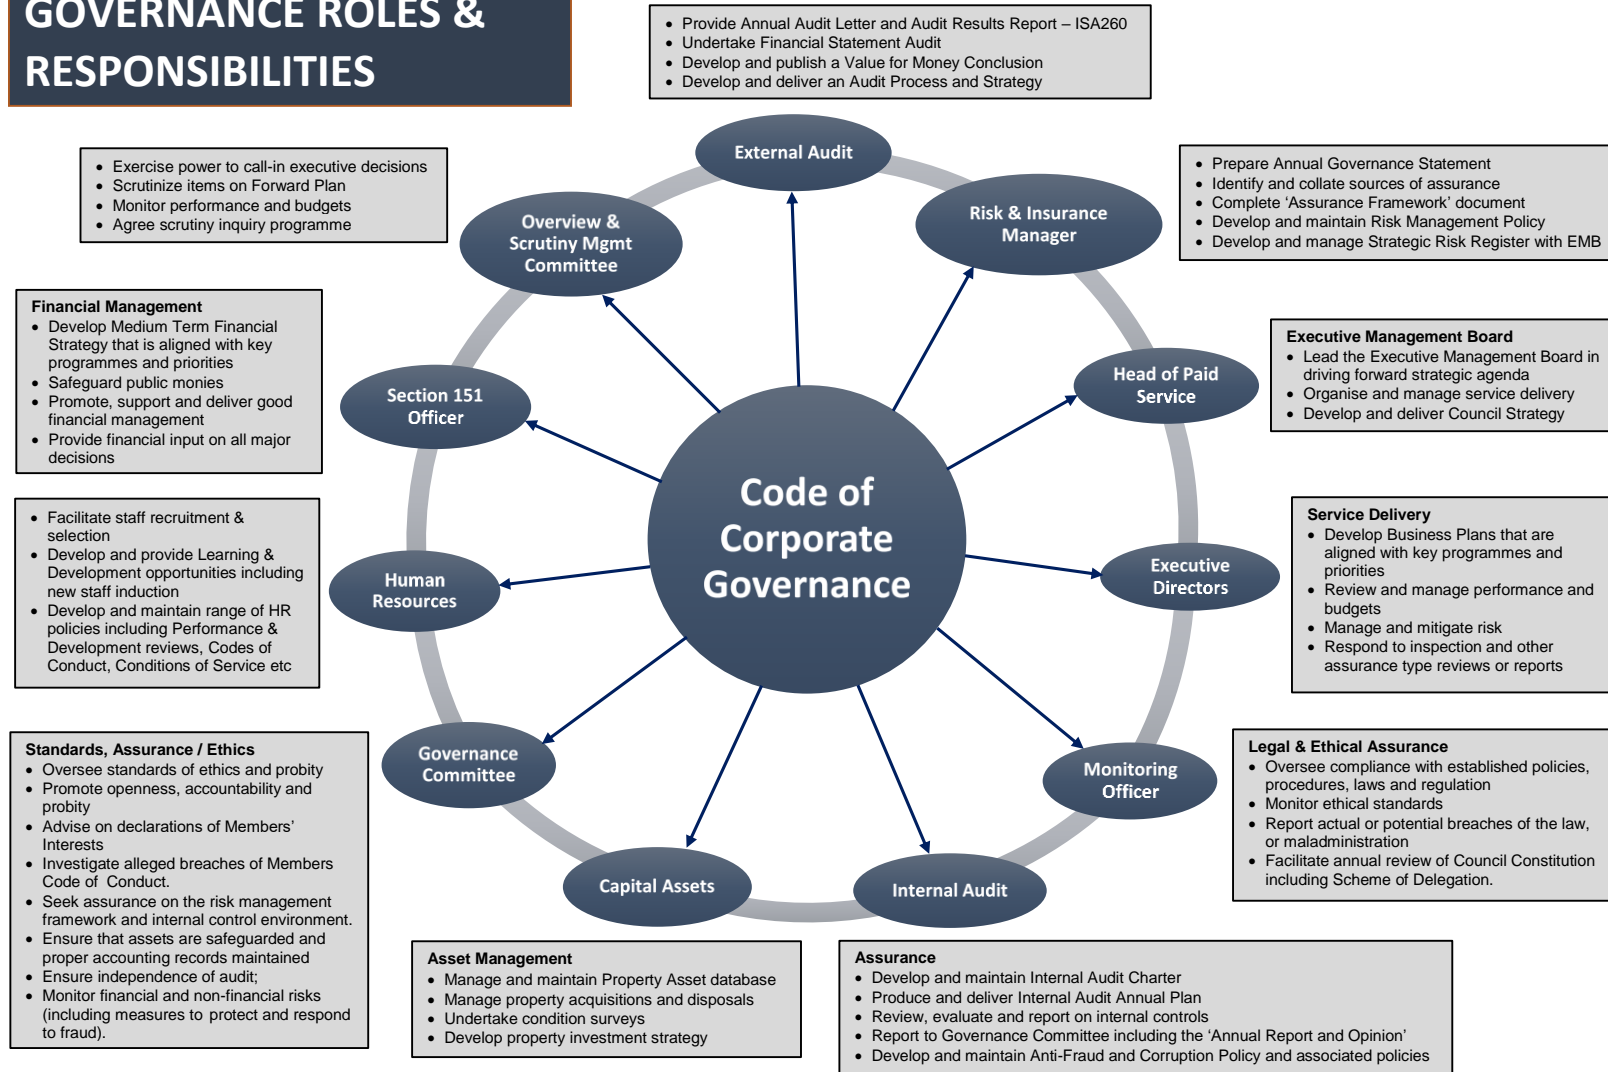 GOVERNANCE ROLES &
RESPONSIBILITIES
• Provide Annual Audit Letter and Audit Results Report – ISA260
• Undertake Financial Statement Audit
• Develop and publish a Value for Money Conclusion
• Develop and deliver an Audit Process and Strategy
External Audit
• Exercise power to call-in executive decisions
• Scrutinize items on Forward Plan
• Monitor performance and budgets
• Agree scrutiny inquiry programme
Overview &
Scrutiny Mgmt
Committee
Risk & Insurance
Manager
• Prepare Annual Governance Statement
• Identify and collate sources of assurance
• Complete ‘Assurance Framework’ document
• Develop and maintain Risk Management Policy
• Develop and manage Strategic Risk Register with EMB
Financial Management
• Develop Medium Term Financial
Strategy that is aligned with key
programmes and priorities
• Safeguard public monies
• Promote, support and deliver good
financial management
• Provide financial input on all major
decisions
Section 151
Officer
Head of Paid
Service
Executive Management Board
• Lead the Executive Management Board in
driving forward strategic agenda
• Organise and manage service delivery
• Develop and deliver Council Strategy
Code of
Corporate
Governance
• Facilitate staff recruitment &
selection
• Develop and provide Learning &
Development opportunities including
new staff induction
• Develop and maintain range of HR
policies including Performance &
Development reviews, Codes of
Conduct, Conditions of Service etc
Human
Resources
Executive
Directors
Service Delivery
• Develop Business Plans that are
aligned with key programmes and
priorities
• Review and manage performance and
budgets
• Manage and mitigate risk
• Respond to inspection and other
assurance type reviews or reports
Standards, Assurance / Ethics
• Oversee standards of ethics and probity
• Promote openness, accountability and
probity
• Advise on declarations of Members’
Interests
• Investigate alleged breaches of Members
Code of Conduct.
• Seek assurance on the risk management
framework and internal control environment.
• Ensure that assets are safeguarded and
proper accounting records maintained
• Ensure independence of audit;
• Monitor financial and non-financial risks
(including measures to protect and respond
to fraud).
Governance
Committee
Monitoring
Officer
Legal & Ethical Assurance
• Oversee compliance with established policies,
procedures, laws and regulation
• Monitor ethical standards
• Report actual or potential breaches of the law,
or maladministration
• Facilitate annual review of Council Constitution
including Scheme of Delegation.
Capital Assets
Internal Audit
Asset Management
• Manage and maintain Property Asset database
• Manage property acquisitions and disposals
• Undertake condition surveys
• Develop property investment strategy
Assurance
• Develop and maintain Internal Audit Charter
• Produce and deliver Internal Audit Annual Plan
• Review, evaluate and report on internal controls
• Report to Governance Committee including the ‘Annual Report and Opinion’
• Develop and maintain Anti-Fraud and Corruption Policy and associated policies